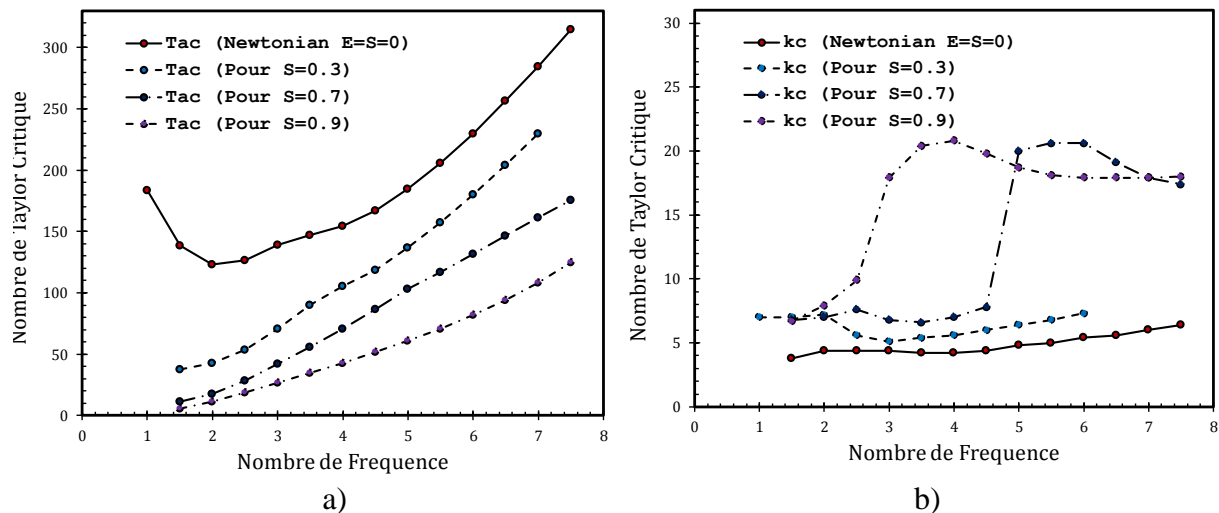 Tac (Newtonian E=S=0)
Tac (Pour S=0.3)
Tac (Pour S=0.7)
Tac (Pour S=0.9)
Nombre de Taylor Critique
300
250
200
150
100
50
0
0 1 2 3 4 5 6 7 8
Nombre de Frequence
a)
kc (Newtonian E=S=0)
kc (Pour S=0.3)
kc (Pour S=0.7)
kc (Pour S=0.9)
Nombre de Taylor Critique
30
25
20
15
10
5
0
0 1 2 3 4 5 6 7 8
Nombre de Frequence
b)